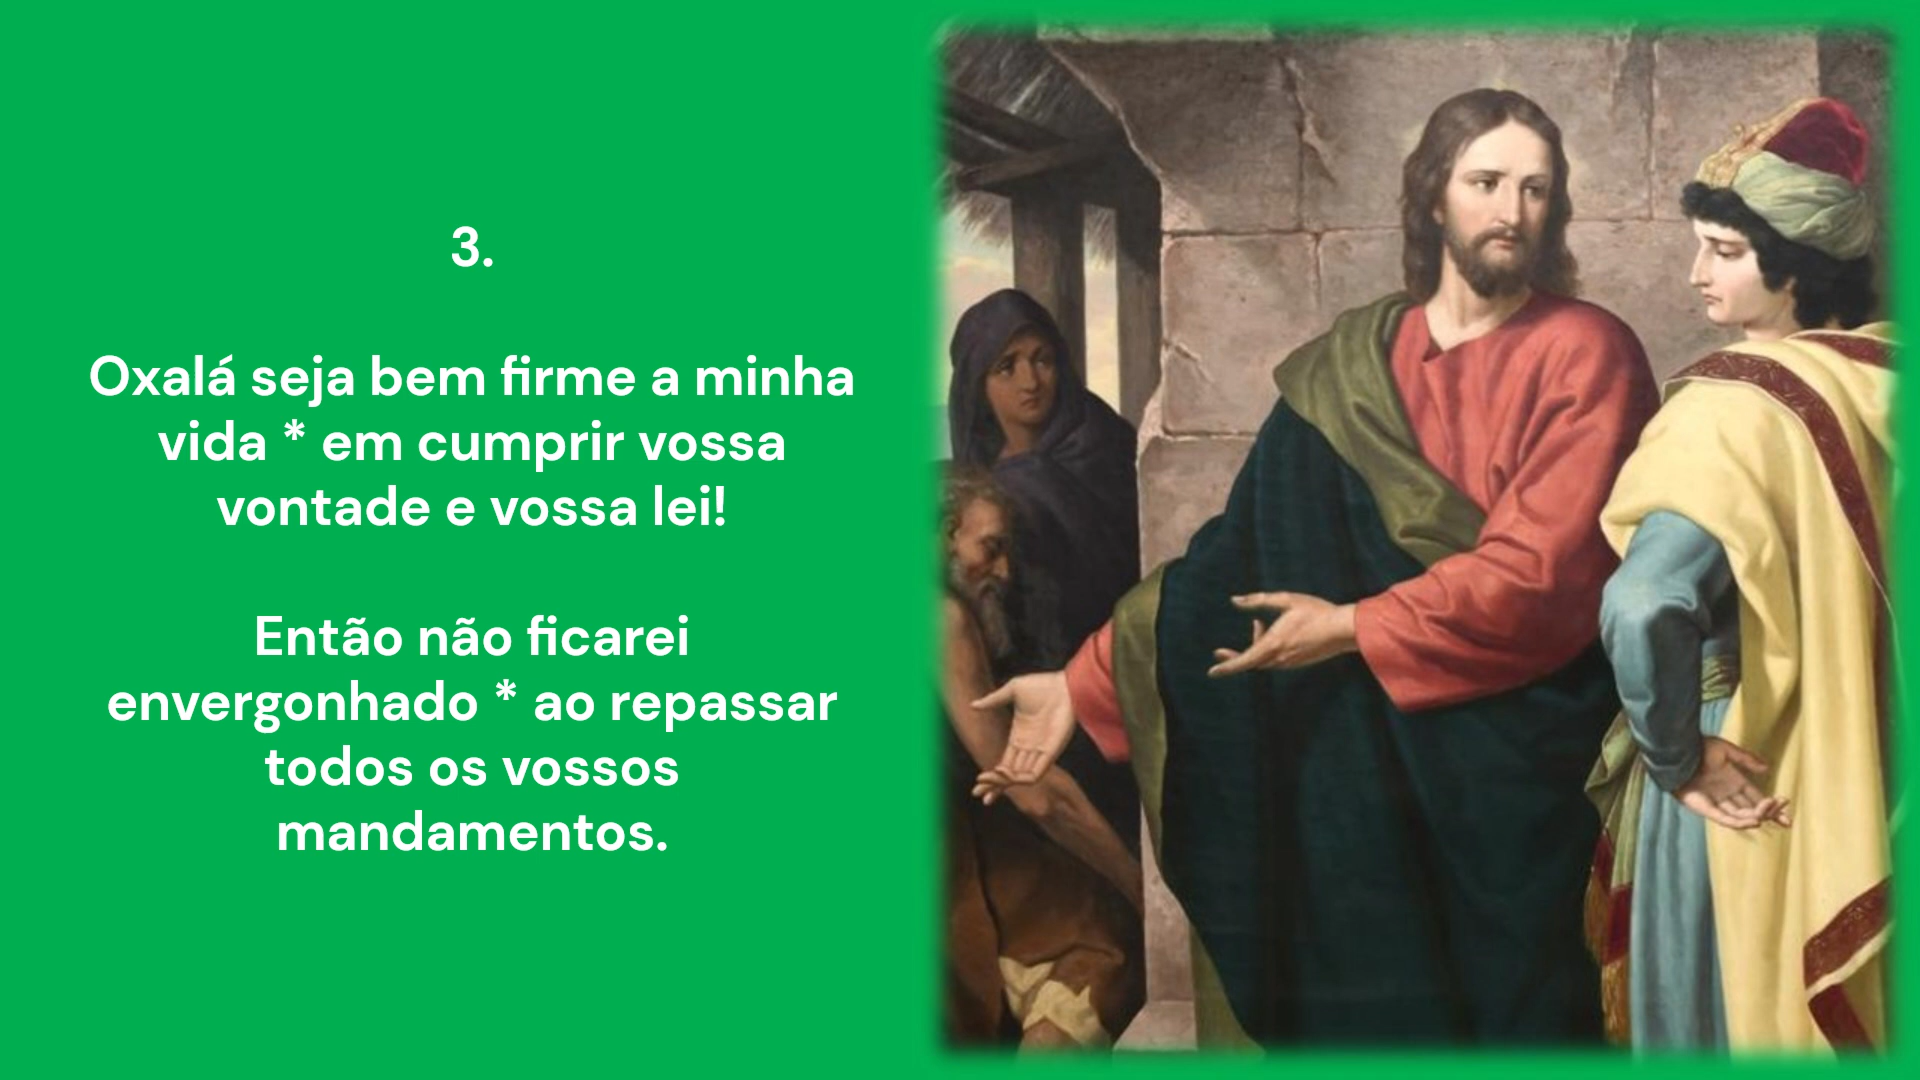 3.
Oxalá seja bem firme a minha
vida * em cumprir vossa
vontade e vossa lei!
Então não ficarei
envergonhado * ao repassar
todos os vossos
mandamentos.